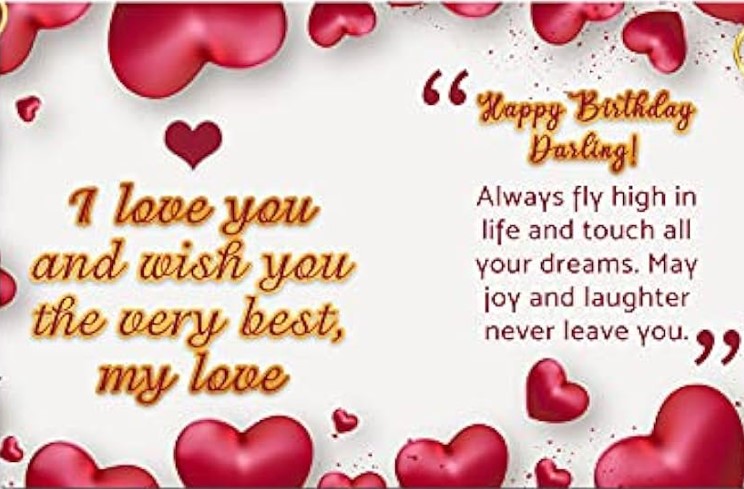 I love you
and wish you
the very best,
my love
“ Happy Birthday
Darling!
Always fly high in
life and touch all
your dreams. May
joy and laughter
never leave you. ”